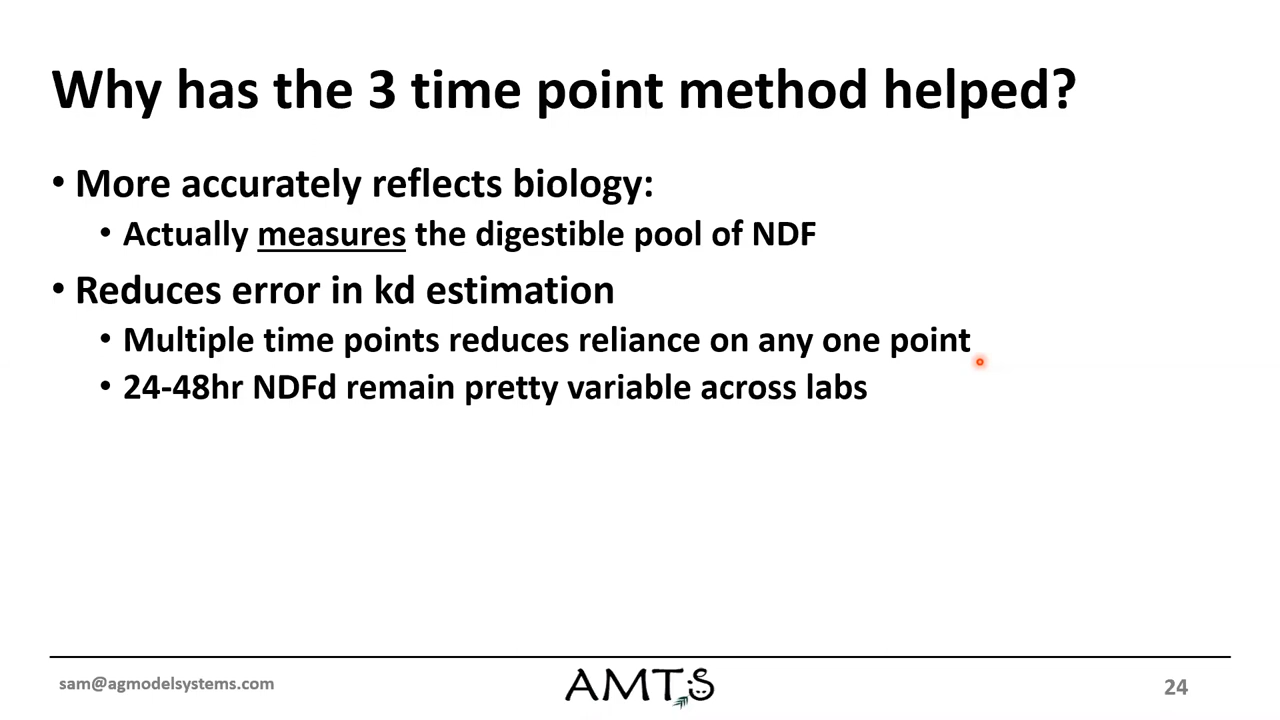 Why has the 3 time point method helped?
• More accurately reflects biology:
• Actually measures the digestible pool of NDF
• Reduces error in kd estimation
• Multiple time points reduces reliance on any one point
• 24-48hr NDFd remain pretty variable across labs
sam@agmodelsystems.com
AMTS
24